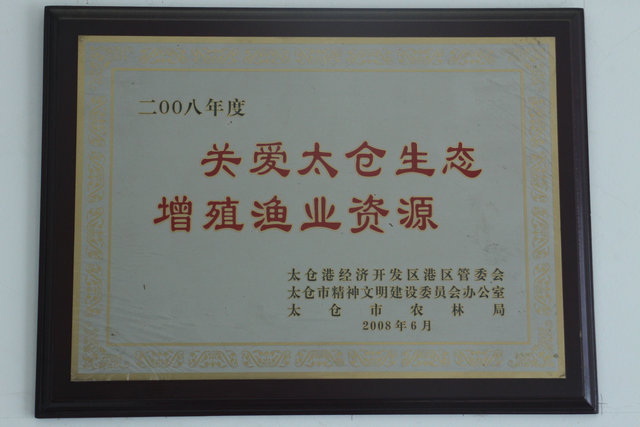 二00八年度
关爱太仓生态
增殖渔业资源
太仓港经济开发区港区管委会
太仓市精神文明建设委员会办公室
太仓市农林局
2008年6月